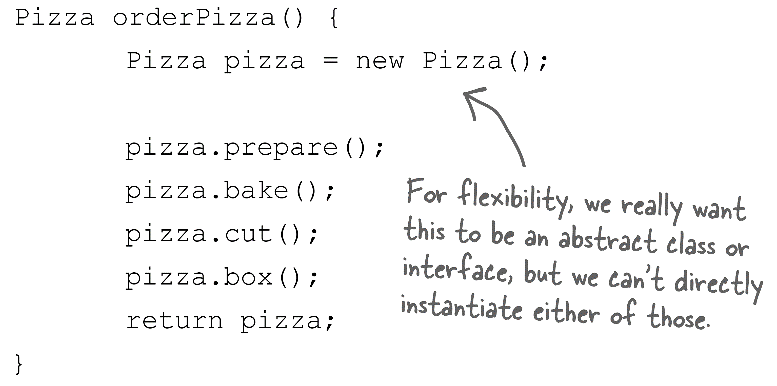 Pizza orderPizza() {
Pizza pizza = new Pizza();
pizza.prepare();
pizza.bake();
pizza.cut();
pizza.box();
return pizza;
}
For flexibility, we really want
this to be an abstract class or
interface, but we can't directly
instantiate either of those.